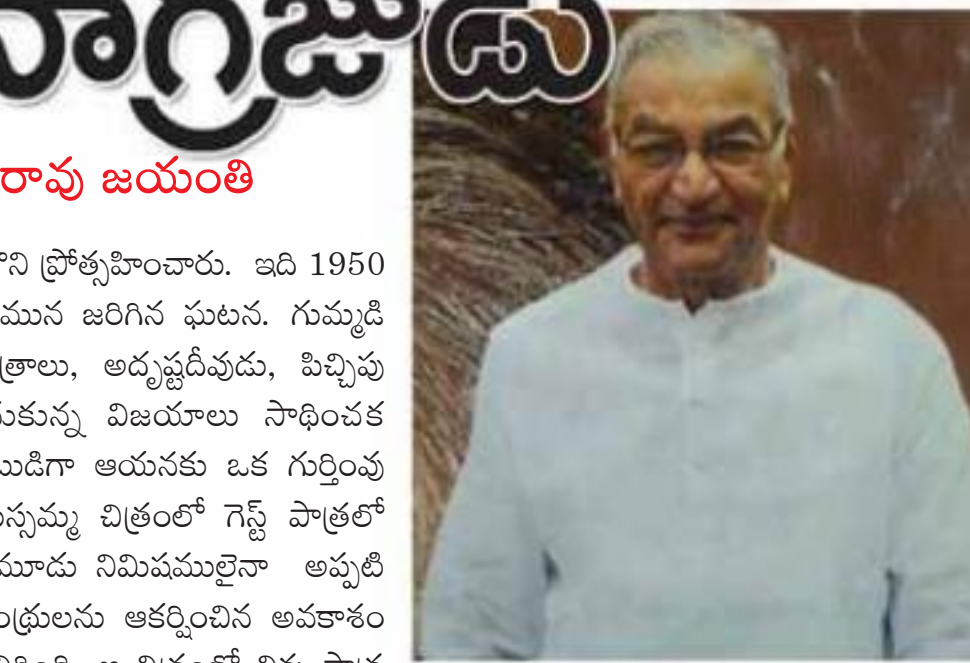 నాగ్రజుడు
రావు జయంతి
ప్రోత్సహించారు. ఇది 1950
మున జరిగిన ఘటన. గుమ్మడి
త్రాలు, అదృష్టదీవుడు, పిచ్చిపు
కున్న విజయాలు సాధించక
బుడిగా ఆయనకు ఒక గుర్తింవు
స్సమ్మ చిత్రంలో గెస్ట్ పాత్రలో
మూడు నిమిషములైనా అప్పటి
ంధ్రులను ఆకర్షించిన అవకాశం